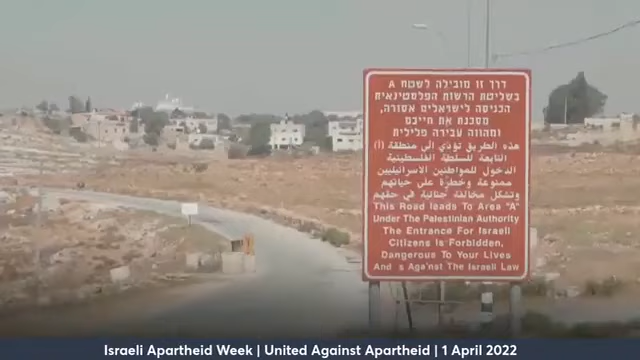 דרך זו מובילה לשטח A
בשליטת הרשות הפלסטינאית
הכניסה לישראלים אסורה,
מסכנת את חייכם
ומהווה עבירה פלילית
هذه الطريق تؤدي الى منطقة (أ)
التابعة للسلطة الفلسطينية
الدخول للمواطنين الاسرائيليين
ممنوعة وخطرة على حياتهم
وتشكل مخالفة جنائية في حقهم
This Road leads To Area "A"
Under The Palestinian Authority
The Entrance For Israeli
Citizens is Forbidden,
Dangerous To Your Lives
And s Against The Israeli Law
Israeli Apartheid Week | United Against Apartheid | 1 April 2022